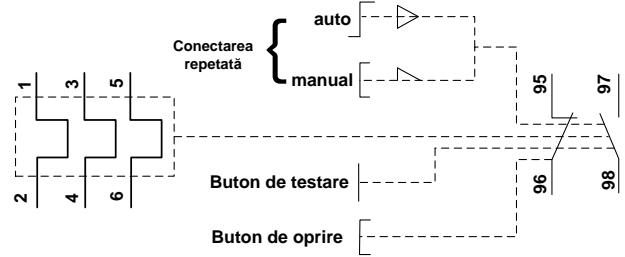 auto
Conectarea
repetată
manual
1
3
5
95
97
2
4
6
96
98
Buton de testare
Buton de oprire